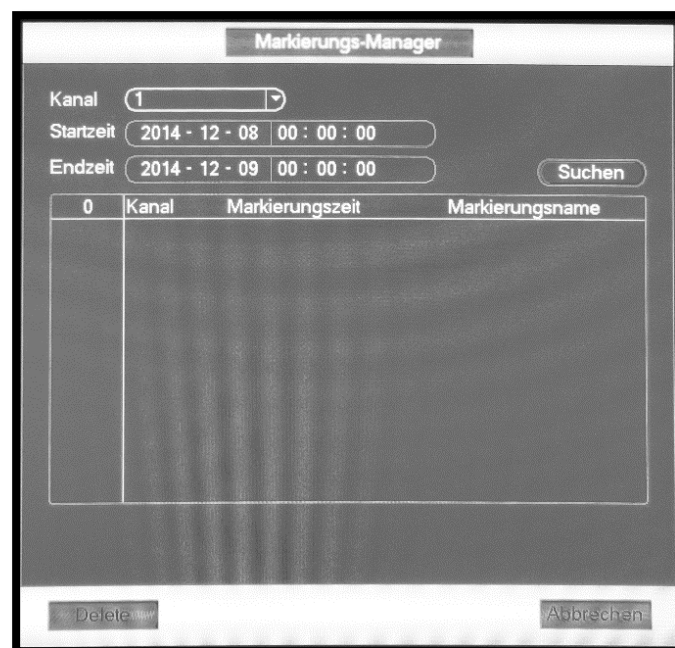 Markierungs-Manager
Kanal 1
Startzeit 2014 - 12 - 08 00 : 00 : 00
Endzeit 2014 - 12 - 09 00 : 00 : 00
Suchen
0 Kanal Markierungszeit Markierungsname
Delete Abbrechen